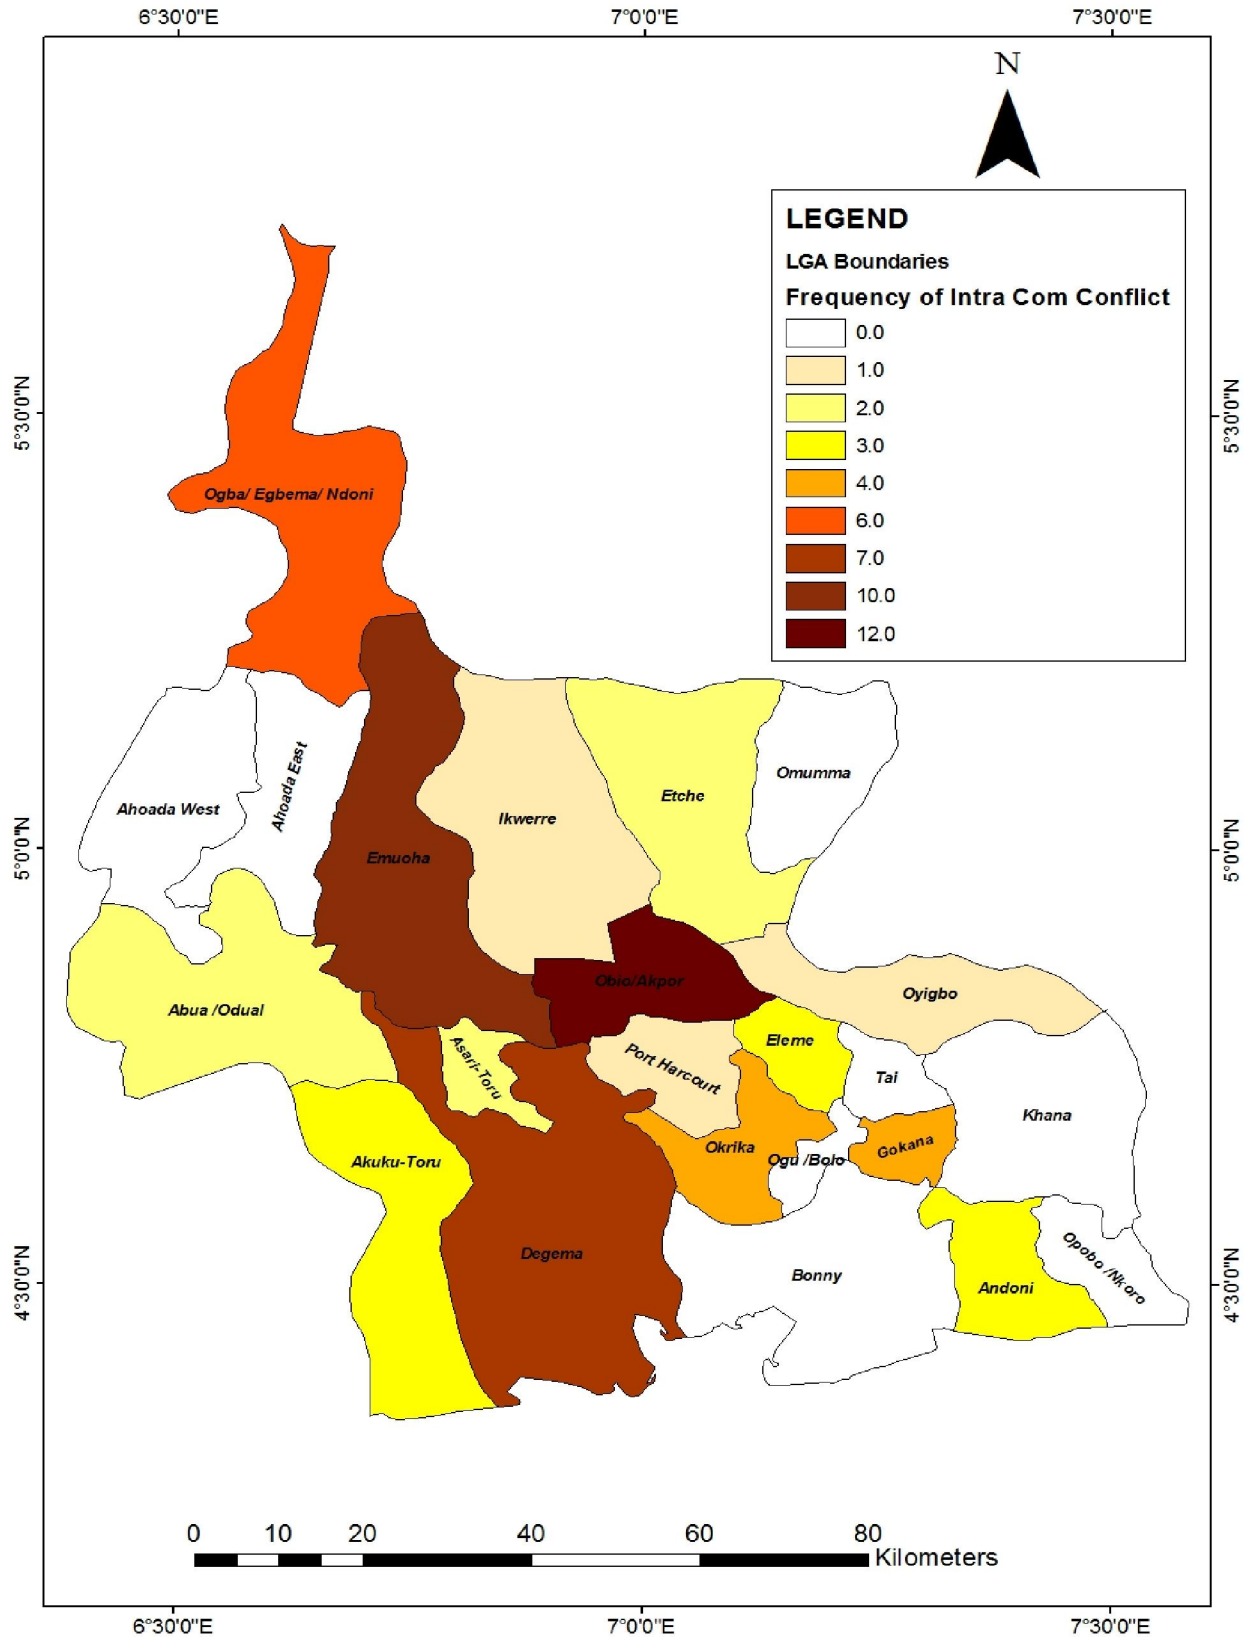 6°30'0"E 7°0'0"E 7°30'0"E
N
LEGEND
LGA Boundaries
Frequency of Intra Com Conflict
0.0
1.0
2.0
3.0
4.0
6.0
7.0
10.0
12.0
5°30'0"N 5°30'0"N
Ogba/ Egbema/ Ndoni
Omumma
Ahoada East
Etche
Ahoada West
Ikwerre
5°0'0"N 5°0'0"N
Emuoha
Obio/Akpor
Oyigbo
Abua /Odual
Eleme
Asari-Toru
Port Harcourt
Tai
Khana
Okrika
Gokana
Akuku-Toru
Ogu /Bolo
Degema
Opobo /Nkoro
Bonny
Andoni
4°30'0"N 4°30'0"N
0 10 20 40 60 80
Kilometers
6°30'0"E 7°0'0"E 7°30'0"E